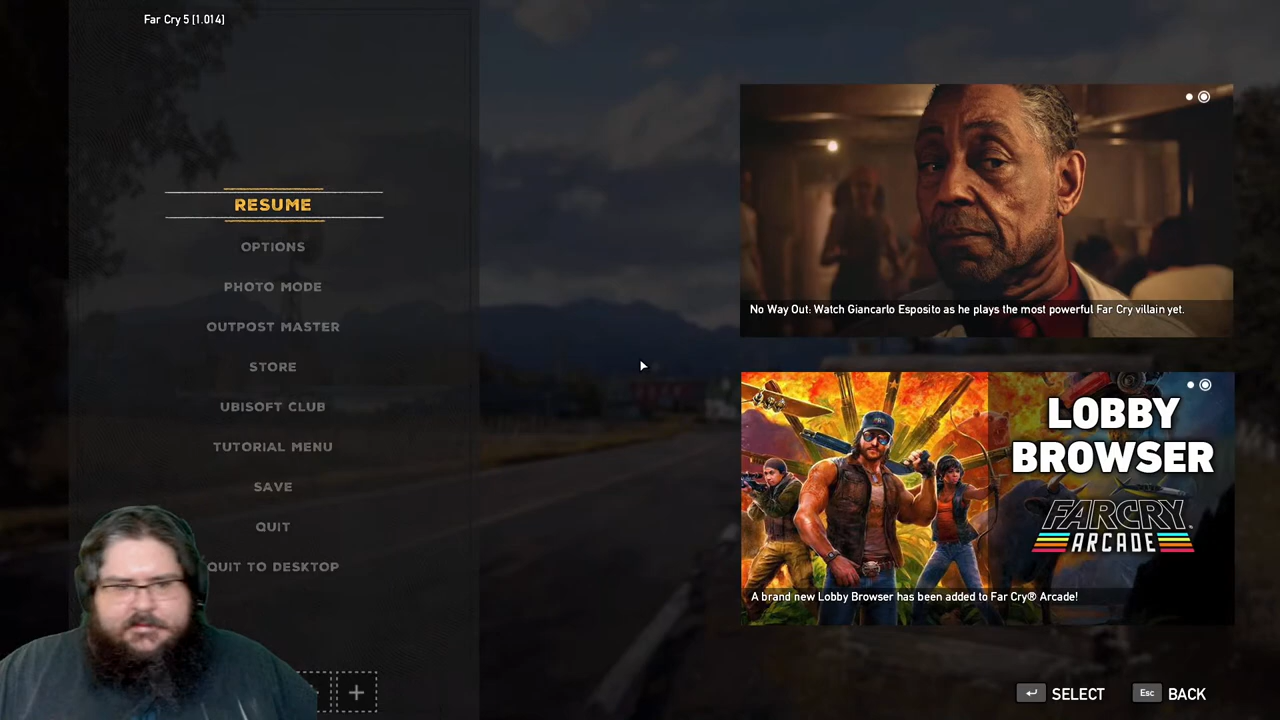 Far Cry 5 [1.014]
RESUME
OPTIONS
PHOTO MODE
OUTPOST MASTER
STORE
UBISOFT CLUB
TUTORIAL MENU
SAVE
QUIT
QUIT TO DESKTOP
No Way Out: Watch Giancarlo Esposito as he plays the most powerful Far Cry villain yet.
LOBBY
BROWSER
FARCRY®
ARCADE
A brand new Lobby Browser has been added to Far Cry® Arcade!
SELECT
Esc BACK